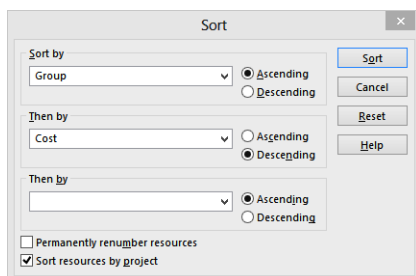 Sort
Sort by
Group
Ascending
Descending
Then by
Cost
Ascending
Descending
Then by
Ascending
Descending
Permanently renumber resources
Sort resources by project
Sort
Cancel
Reset
Help